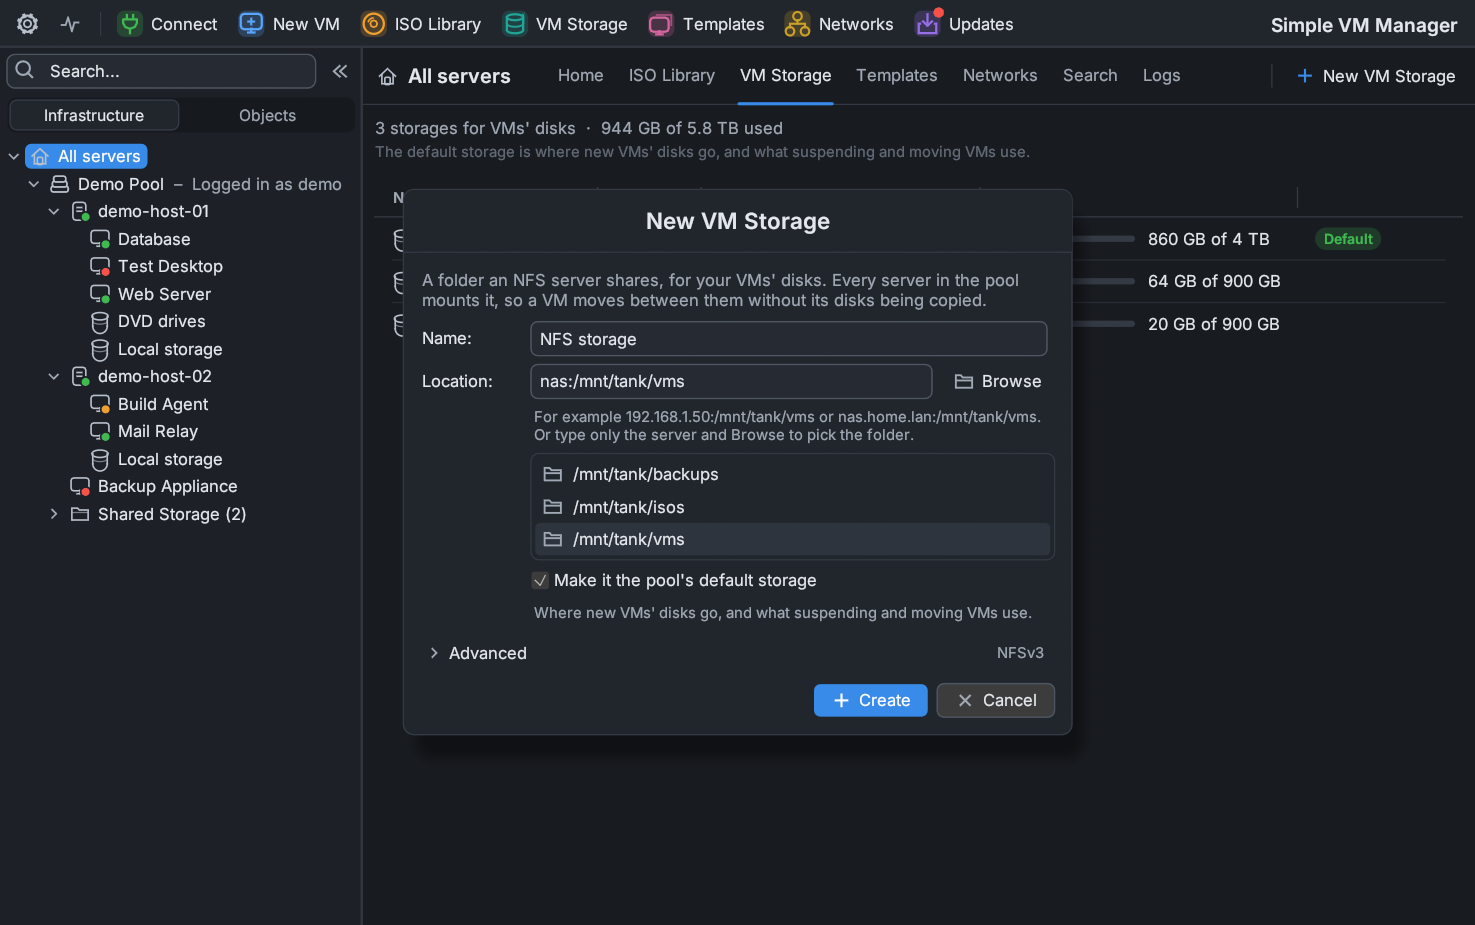 Connect
New VM
ISO Library
VM Storage
Templates
Networks
Updates
Simple VM Manager
Search...
Infrastructure
Objects
All servers
Demo Pool – Logged in as demo
demo-host-01
Database
Test Desktop
Web Server
DVD drives
Local storage
demo-host-02
Build Agent
Mail Relay
Local storage
Backup Appliance
Shared Storage (2)
All servers
Home
ISO Library
VM Storage
Templates
Networks
Search
Logs
New VM Storage
3 storages for VMs' disks · 944 GB of 5.8 TB used
The default storage is where new VMs' disks go, and what suspending and moving VMs use.
860 GB of 4 TB
Default
64 GB of 900 GB
20 GB of 900 GB
New VM Storage
A folder an NFS server shares, for your VMs' disks. Every server in the pool
mounts it, so a VM moves between them without its disks being copied.
Name:
NFS storage
Location:
nas:/mnt/tank/vms
Browse
For example 192.168.1.50:/mnt/tank/vms or nas.home.lan:/mnt/tank/vms.
Or type only the server and Browse to pick the folder.
/mnt/tank/backups
/mnt/tank/isos
/mnt/tank/vms
Make it the pool's default storage
Where new VMs' disks go, and what suspending and moving VMs use.
Advanced
NFSv3
Create
Cancel